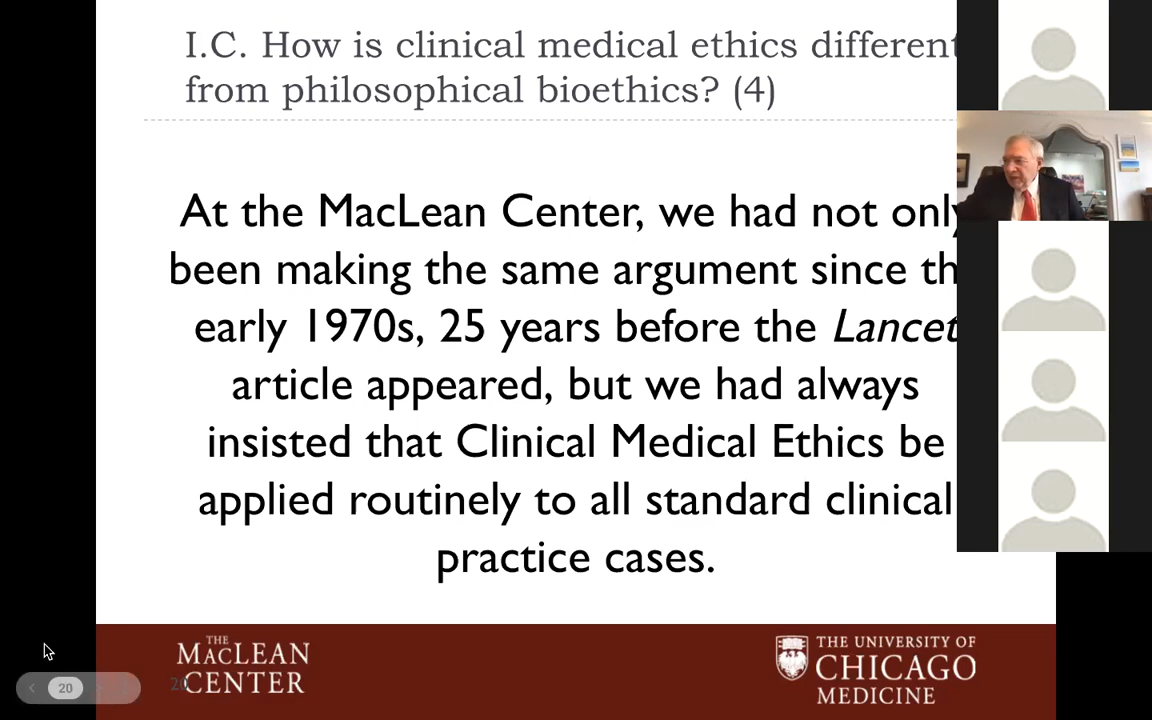 I.C. How is clinical medical ethics different
from philosophical bioethics? (4)
At the MacLean Center, we had not only
been making the same argument since th
early 1970s, 25 years before the Lancet
article appeared, but we had always
insisted that Clinical Medical Ethics be
applied routinely to all standard clinical
practice cases.
THE
MACLEAN
CENTER
THE UNIVERSITY OF
CHICAGO
MEDICINE
20
20